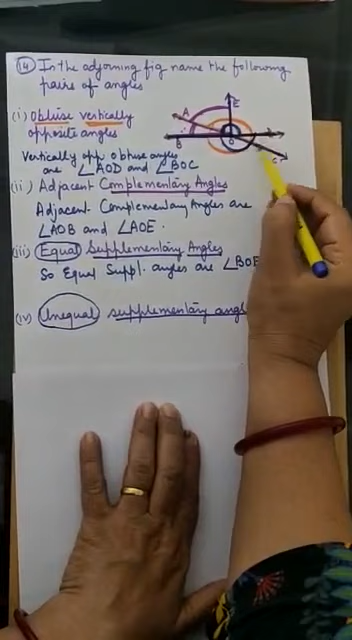 (14) In the adjoining fig name the following
pairs of angles
(i) Obtuse vertically
opposite angles
Vertically opp obtuse angles
are ∠AOD and ∠BOC
(ii) Adjacent Complementary Angles
Adjacent Complementary Angles are
∠AOB and ∠AOE.
(iii) Equal Supplementary Angles
So Equal Suppl. angles are ∠BOE
(iv) Unequal supplementary angl
A
E
B
O
C